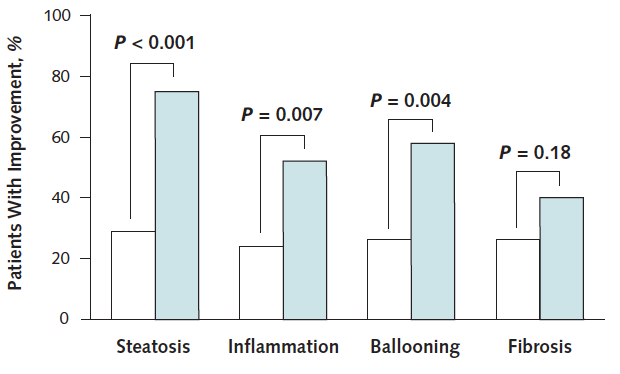 Patients With Improvement, %
100
80
60
40
20
0
P < 0.001
P = 0.007
P = 0.004
P = 0.18
Steatosis
Inflammation
Ballooning
Fibrosis